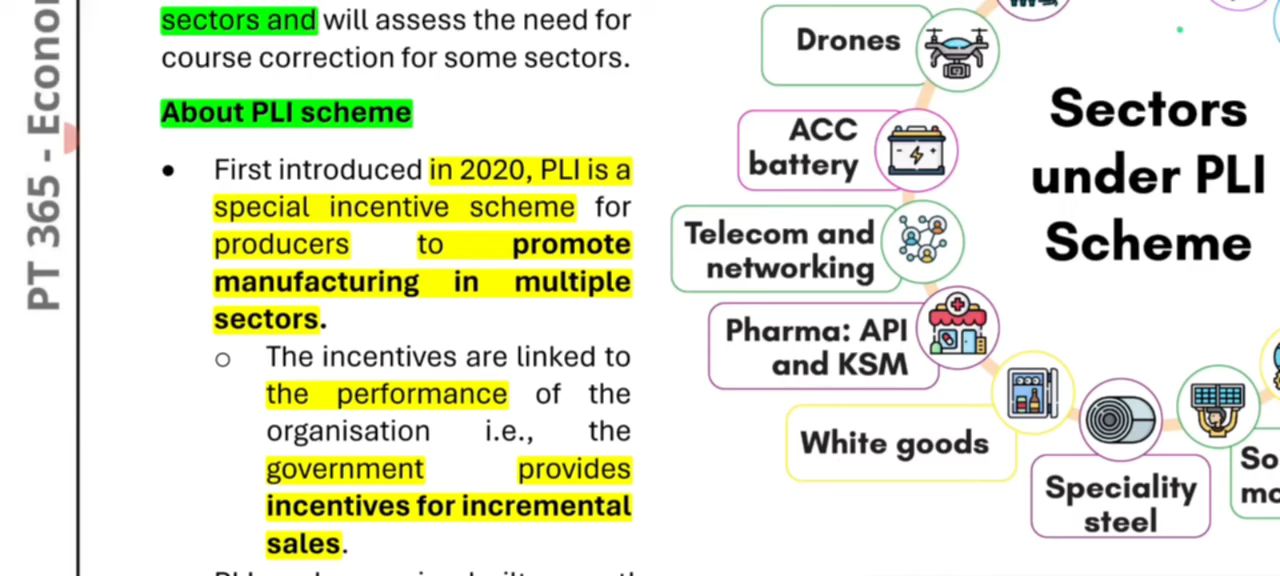 PT 365 - Econo
sectors and will assess the need for
course correction for some sectors.
About PLI scheme
• First introduced in 2020, PLI is a
special incentive scheme for
producers to promote
manufacturing in multiple
sectors.
o The incentives are linked to
the performance of the
organisation i.e., the
government provides
incentives for incremental
sales.
Drones
ACC
battery
Telecom and
networking
Pharma: API
and KSM
White goods
Speciality
steel
So
mo
Sectors
under PLI
Scheme